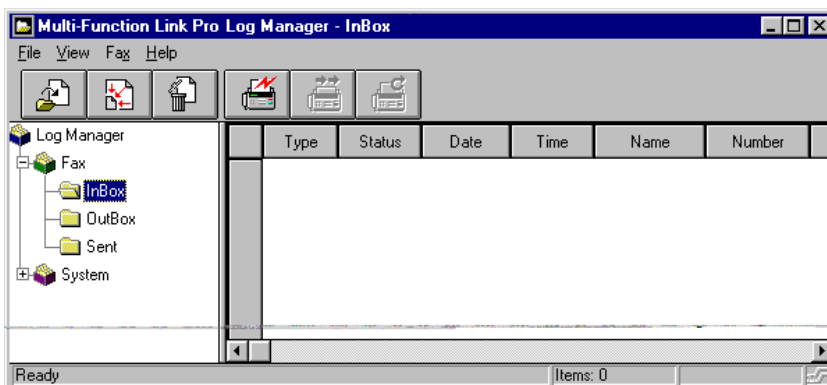 Multi-Function Link Pro Log Manager - InBox
File View Fax Help
Log Manager
Type Status Date Time Name Number
Fax
InBox
OutBox
Sent
System
Ready Items: 0